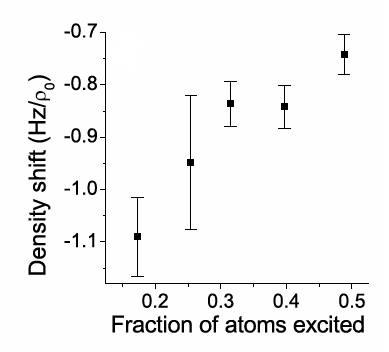 -0.7
-0.8
-0.9
-1.0
-1.1
Density shift (Hz/ρ₀)
0.2 0.3 0.4 0.5
Fraction of atoms excited